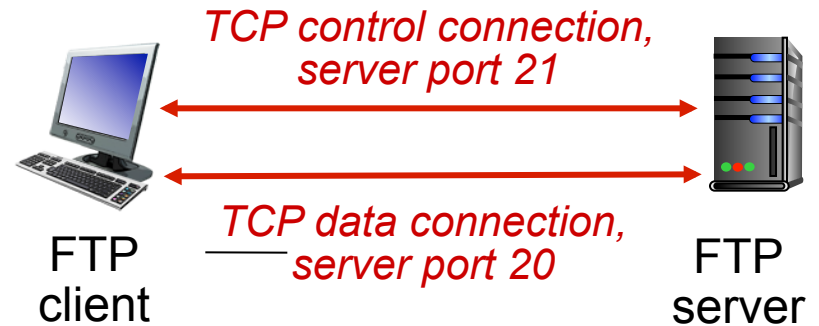 TCP control connection,
server port 21
TCP data connection,
server port 20
FTP
client
FTP
server